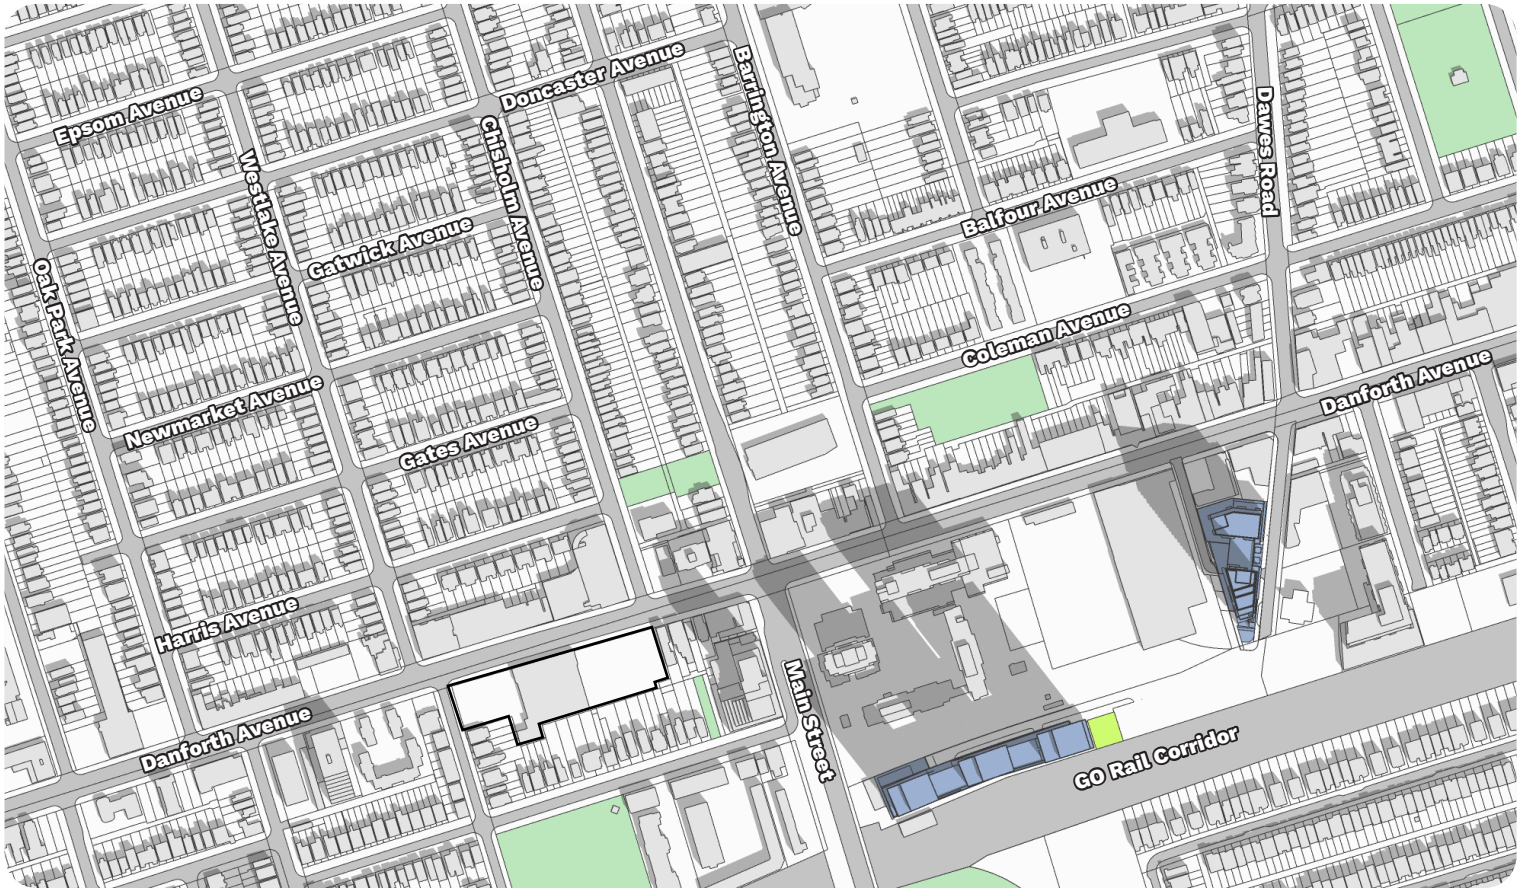 Doncaster Avenue
Epsom Avenue
Barrington Avenue
Dawes Road
Chisholm Avenue
Westlake Avenue
Balfour Avenue
Gatwick Avenue
Oak Park Avenue
Coleman Avenue
Danforth Avenue
Newmarket Avenue
Gates Avenue
Harris Avenue
Main Street
Danforth Avenue
GO Rail Corridor